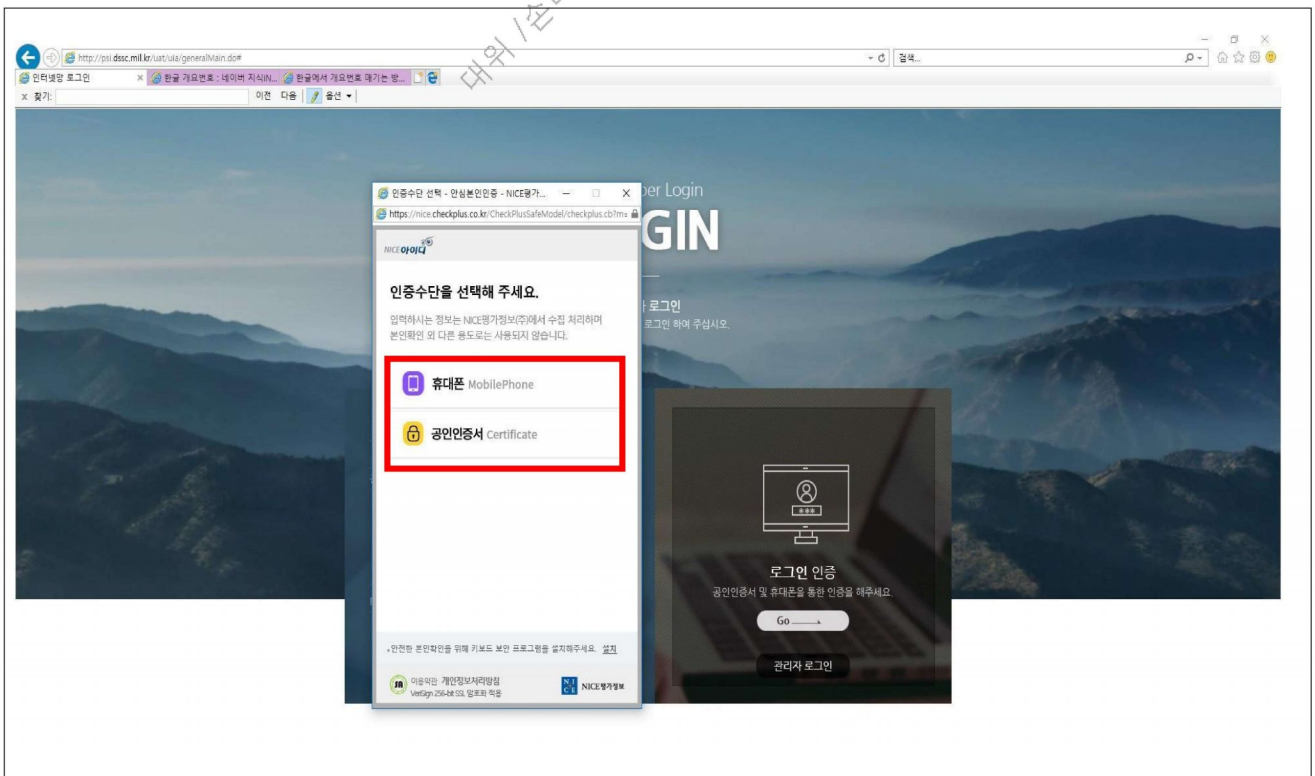 대위 / 손
http://psi.dssc.mil.kr/uat/uia/generalMain.do#
검색...
인터넷망 로그인
한글 개요번호 : 네이버 지식iN...
한글에서 개요번호 매기는 방...
x 찾기:
이전 다음
옵션
인증수단 선택 - 안심본인인증 - NICE평가...
https://nice.checkplus.co.kr/CheckPlusSafeModel/checkplus.cb?m=
per Login
GIN
로그인
로그인 하여 주십시오.
NICE아이디
인증수단을 선택해 주세요.
입력하시는 정보는 NICE평가정보(주)에서 수집 처리하며
본인확인 외 다른 용도로는 사용되지 않습니다.
휴대폰 MobilePhone
공인인증서 Certificate
***
로그인 인증
공인인증서 및 휴대폰을 통한 인증을 해주세요
Go
관리자 로그인
안전한 본인확인을 위해 키보드 보안 프로그램을 설치해주세요. 설치
이용약관 개인정보처리방침
VeriSign 256-bit SSL 암호화 적용
NICE
NICE평가정보